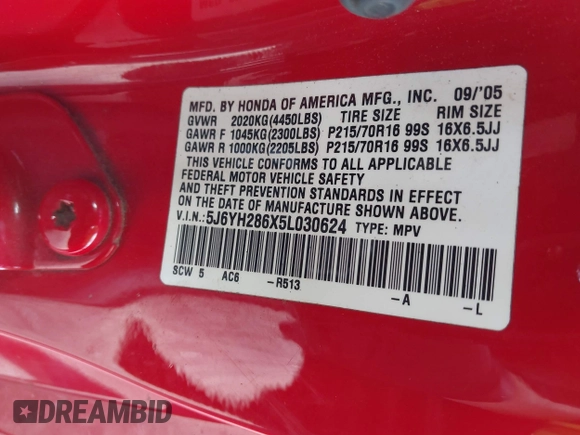 MFD. BY HONDA OF AMERICA MFG., INC. 09/'05
GVWR 2020KG(4450LBS) TIRE SIZE RIM SIZE
GAWR F 1045KG(2300LBS) P215/70R16 99S 16X6.5JJ
GAWR R 1000KG(2205LBS) P215/70R16 99S 16X6.5JJ
THIS VEHICLE CONFORMS TO ALL APPLICABLE
FEDERAL MOTOR VEHICLE SAFETY
AND THEFT PREVENTION STANDARDS IN EFFECT
ON THE DATE OF MANUFACTURE SHOWN ABOVE.
V.I.N.:5J6YH286X5L030624 TYPE: MPV
SCW 5 AC6 -R513 -A -L
DREAMBID